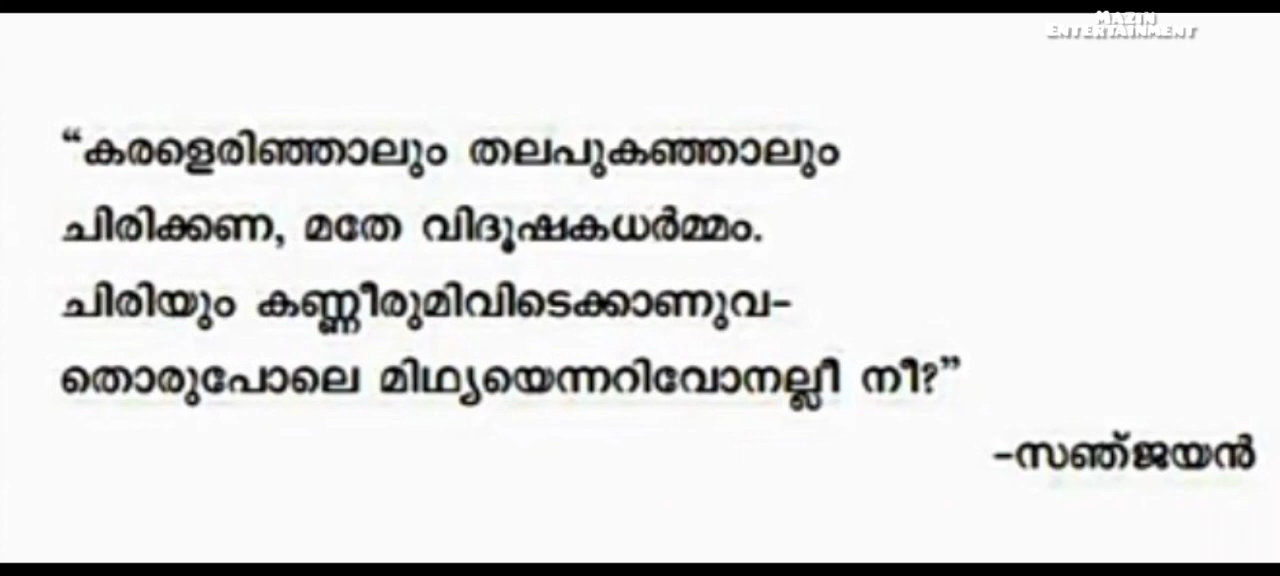 MAZIN
ENTERTAINMENT
“കരളെരിഞ്ഞാലും തലപുകഞ്ഞാലും
ചിരിക്കണ, മതേ വിദൂഷകധർമ്മം.
ചിരിയും കണ്ണീരുമിവിടെക്കാണുവ-
തൊരുപോലെ മിഥ്യയെന്നറിവോനല്ലീ നീ?”
-സഞ്ജയൻ